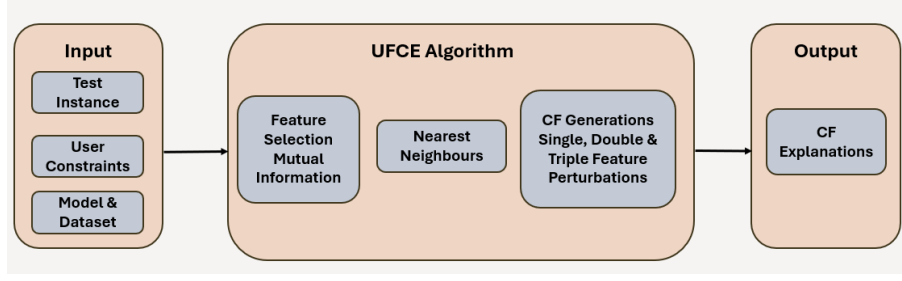 Input
Test
Instance
User
Constraints
Model &
Dataset
UFCE Algorithm
Feature
Selection
Mutual
Information
Nearest
Neighbours
CF Generations
Single, Double &
Triple Feature
Perturbations
Output
CF
Explanations